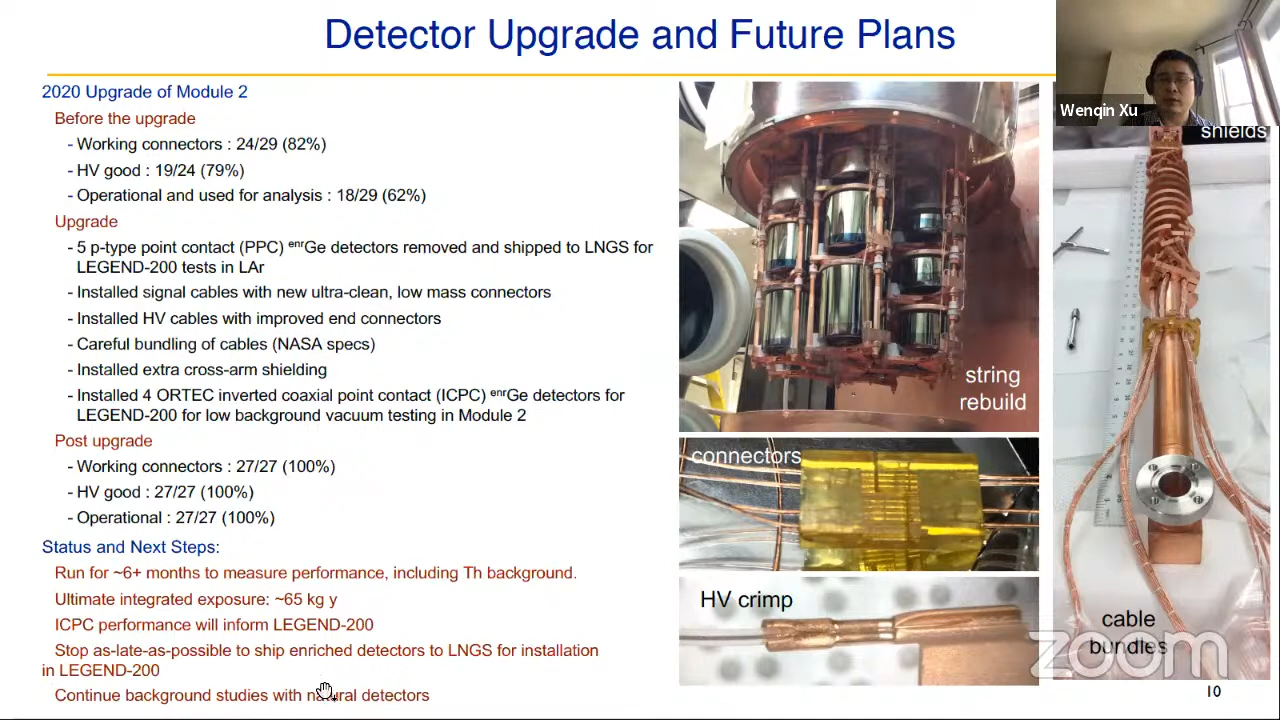 Detector Upgrade and Future Plans
2020 Upgrade of Module 2
Before the upgrade
- Working connectors : 24/29 (82%)
- HV good : 19/24 (79%)
- Operational and used for analysis : 18/29 (62%)
Upgrade
- 5 p-type point contact (PPC) enrGe detectors removed and shipped to LNGS for
LEGEND-200 tests in LAr
- Installed signal cables with new ultra-clean, low mass connectors
- Installed HV cables with improved end connectors
- Careful bundling of cables (NASA specs)
- Installed extra cross-arm shielding
- Installed 4 ORTEC inverted coaxial point contact (ICPC) enrGe detectors for
LEGEND-200 for low background vacuum testing in Module 2
Post upgrade
- Working connectors : 27/27 (100%)
- HV good : 27/27 (100%)
- Operational : 27/27 (100%)
Status and Next Steps:
Run for ~6+ months to measure performance, including Th background.
Ultimate integrated exposure: ~65 kg y
ICPC performance will inform LEGEND-200
Stop as-late-as-possible to ship enriched detectors to LNGS for installation
in LEGEND-200
Continue background studies with natural detectors
string
rebuild
connectors
HV crimp
Wenqin Xu
shields
cable
bundles
zoom
10